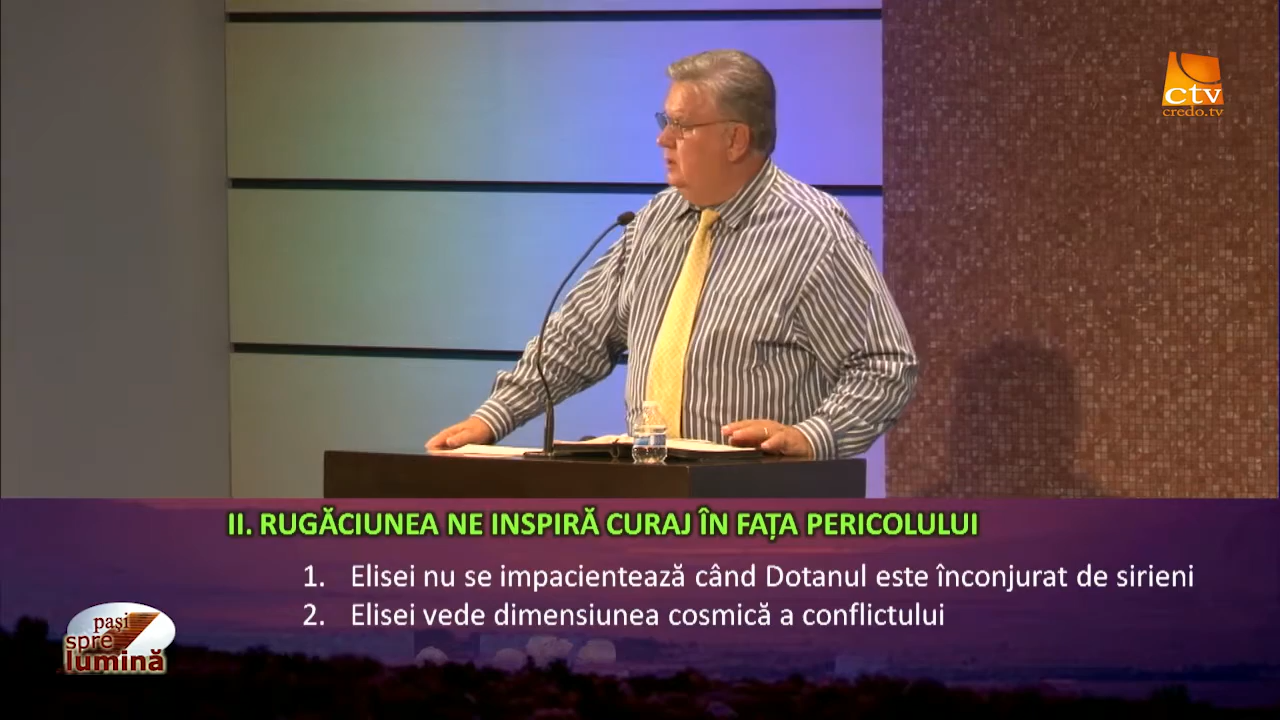 ctv
credo.tv
II. RUGĂCIUNEA NE INSPIRĂ CURAJ ÎN FAȚA PERICOLULUI
1. Elisei nu se impacientează când Dotanul este înconjurat de sirieni
2. Elisei vede dimensiunea cosmică a conflictului
pași
spre
lumină